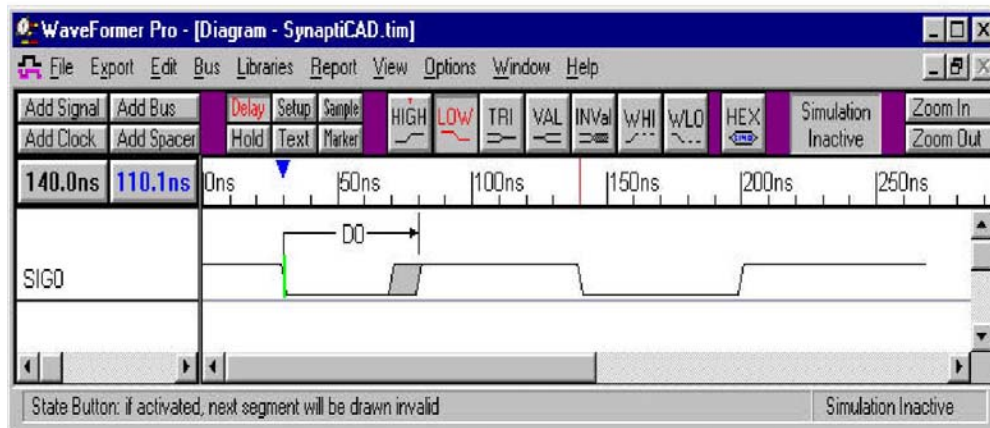 WaveFormer Pro - [Diagram - SynaptiCAD.tim]
File Export Edit Bus Libraries Report View Options Window Help
Add Signal Add Bus Delay Setup Sample HIGH LOW TRI VAL INVal WHI WLO HEX Simulation Inactive Zoom In
Add Clock Add Spacer Hold Text Marker Zoom Out
140.0ns 110.1ns 0ns 50ns 100ns 150ns 200ns 250ns
D0
SIG0
State Button: if activated, next segment will be drawn invalid Simulation Inactive